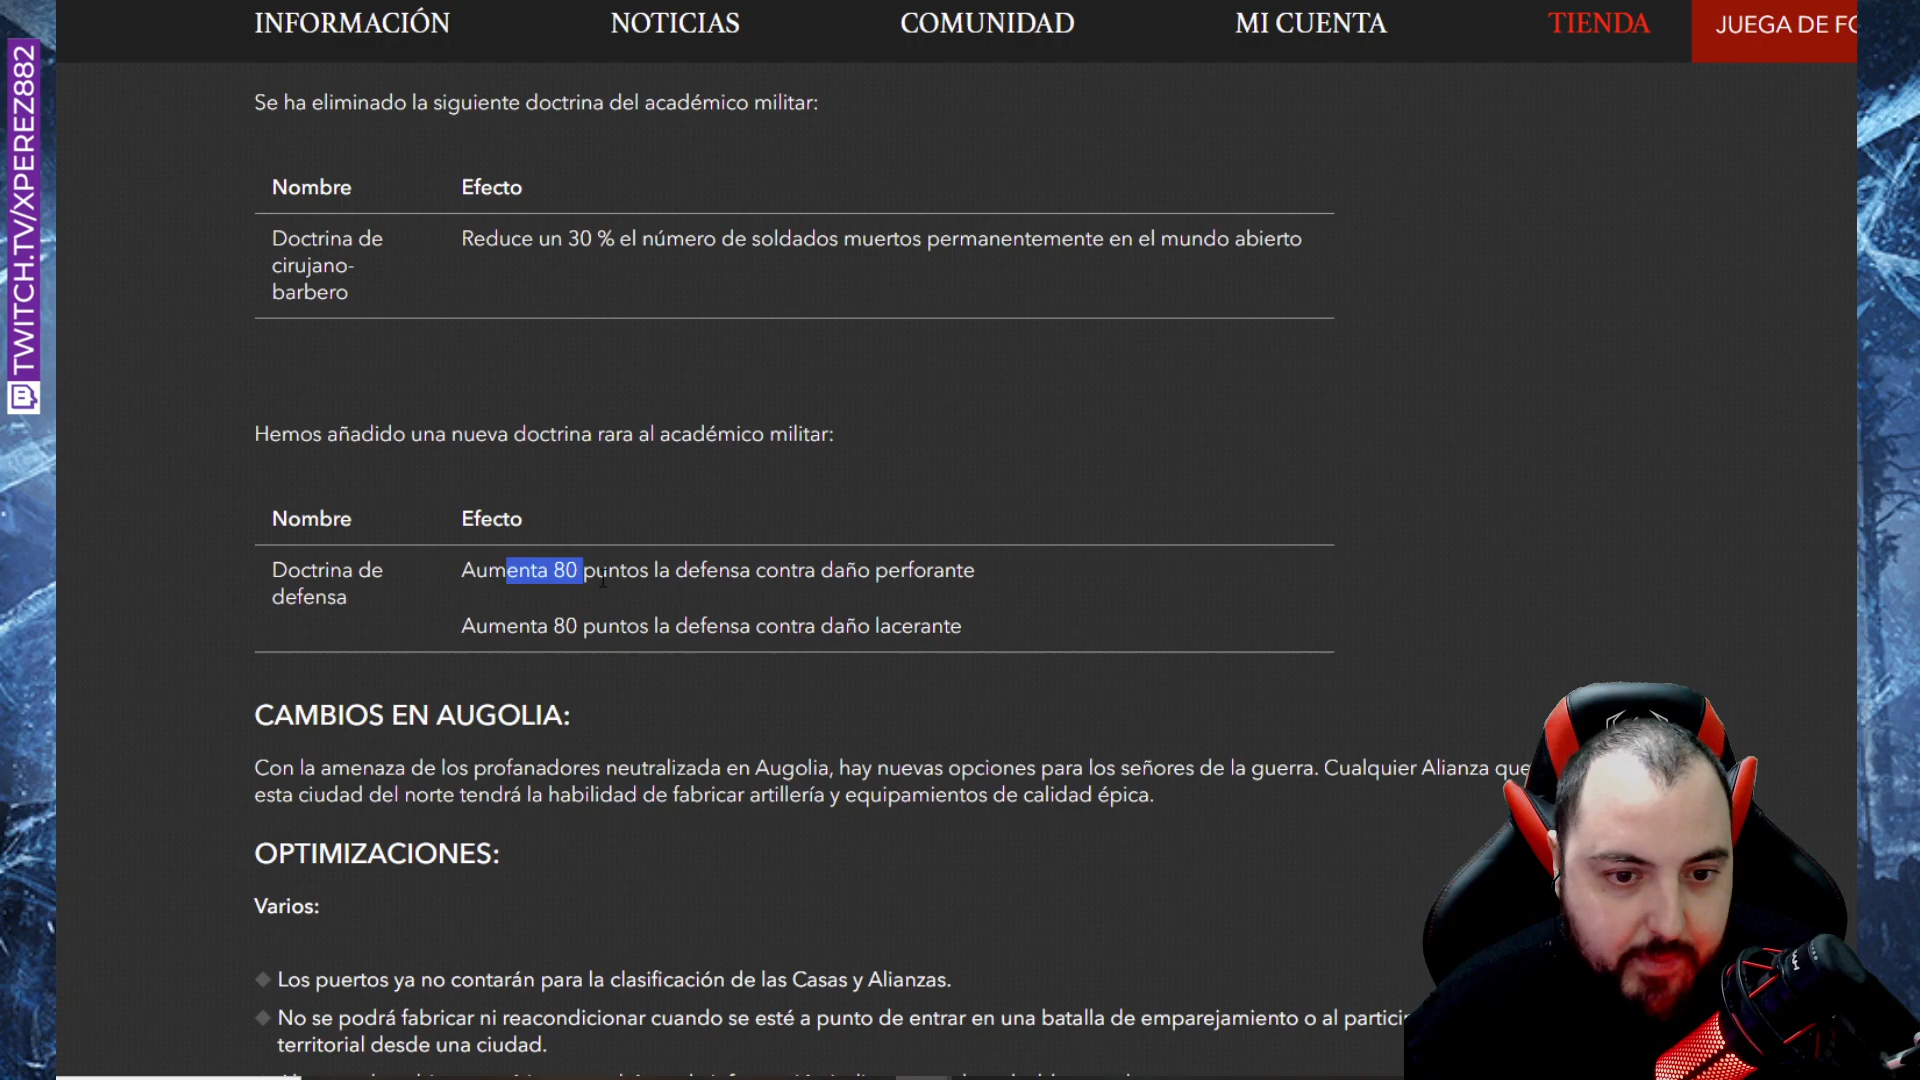 INFORMACIÓN NOTICIAS COMUNIDAD MI CUENTA TIENDA JUEGA DE FO
TWITCH.TV/XPEREZ882
Se ha eliminado la siguiente doctrina del académico militar:
Nombre Efecto
Doctrina de Reduce un 30 % el número de soldados muertos permanentemente en el mundo abierto
cirujano-
barbero
Hemos añadido una nueva doctrina rara al académico militar:
Nombre Efecto
Doctrina de Aumenta 80 puntos la defensa contra daño perforante
defensa
Aumenta 80 puntos la defensa contra daño lacerante
CAMBIOS EN AUGOLIA:
Con la amenaza de los profanadores neutralizada en Augolia, hay nuevas opciones para los señores de la guerra. Cualquier Alianza que
esta ciudad del norte tendrá la habilidad de fabricar artillería y equipamientos de calidad épica.
OPTIMIZACIONES:
Varios:
Los puertos ya no contarán para la clasificación de las Casas y Alianzas.
No se podrá fabricar ni reacondicionar cuando se esté a punto de entrar en una batalla de emparejamiento o al partici
territorial desde una ciudad.